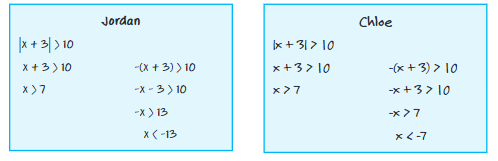 Jordan
|x + 3| > 10
x + 3 > 10 -(x + 3) > 10
x > 7 -x - 3 > 10
-x > 13
x < -13
Chloe
|x + 3| > 10
x + 3 > 10 -(x + 3) > 10
x > 7 -x + 3 > 10
-x > 7
x < -7